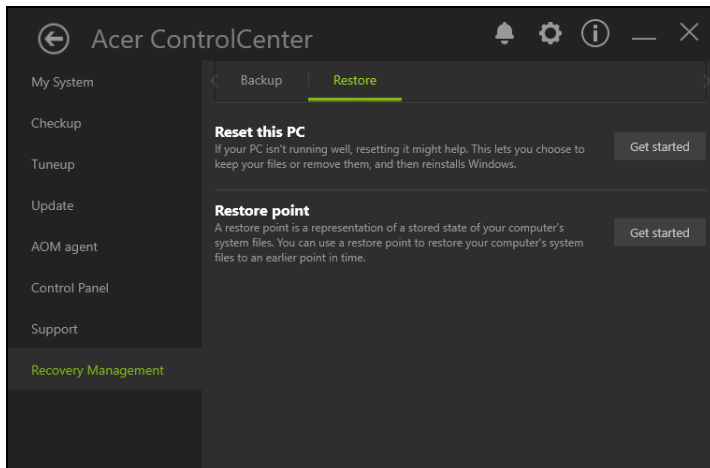 Acer ControlCenter
My System
Checkup
Tuneup
Update
AOM agent
Control Panel
Support
Recovery Management
Backup
Restore
Reset this PC
If your PC isn't running well, resetting it might help. This lets you choose to
keep your files or remove them, and then reinstalls Windows.
Get started
Restore point
A restore point is a representation of a stored state of your computer's
system files. You can use a restore point to restore your computer's system
files to an earlier point in time.
Get started